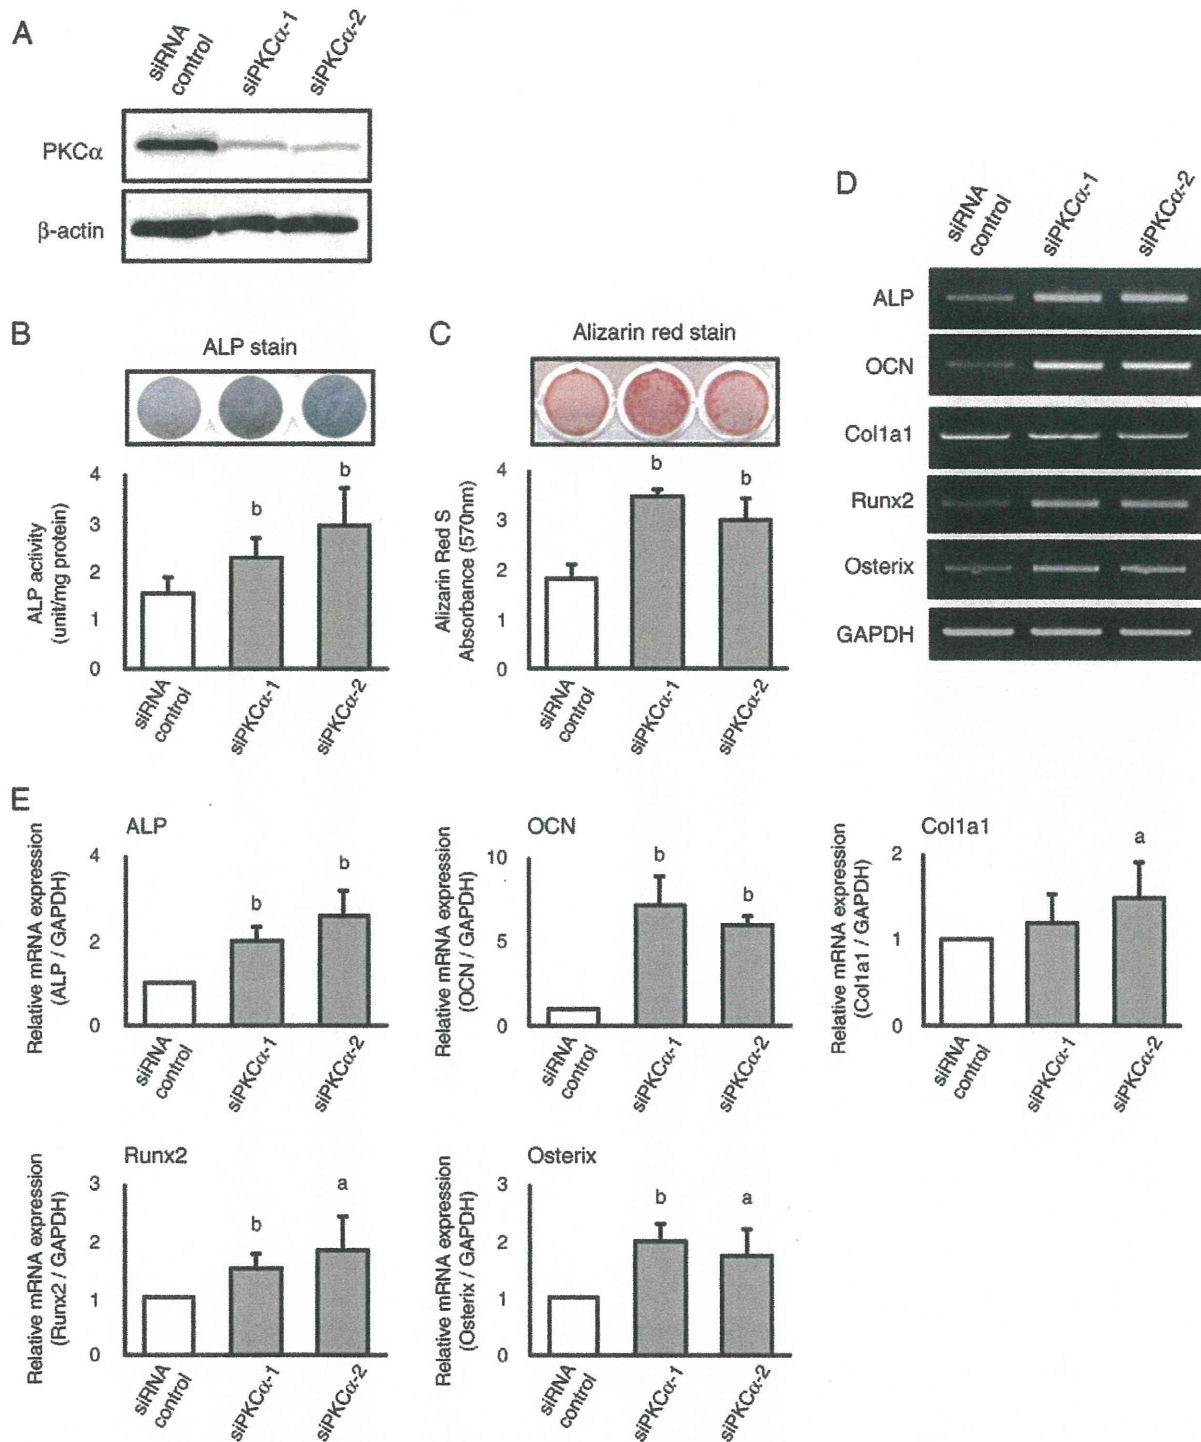 A
siRNA control
siPKCα-1
siPKCα-2
PKCα
β-actin
B
ALP stain
ALP activity
(unit/mg protein)
4
3
2
1
0
b
b
siRNA control
siPKCα-1
siPKCα-2
C
Alizarin red stain
Alizarin Red S
Absorbance (570nm)
4
3
2
1
0
b
b
siRNA control
siPKCα-1
siPKCα-2
D
siRNA control
siPKCα-1
siPKCα-2
ALP
OCN
Col1a1
Runx2
Osterix
GAPDH
E
ALP
Relative mRNA expression
(ALP / GAPDH)
4
2
0
b
b
siRNA control
siPKCα-1
siPKCα-2
OCN
Relative mRNA expression
(OCN / GAPDH)
10
5
0
b
b
siRNA control
siPKCα-1
siPKCα-2
Col1a1
Relative mRNA expression
(Col1a1 / GAPDH)
2
1
0
a
siRNA control
siPKCα-1
siPKCα-2
Runx2
Relative mRNA expression
(Runx2 / GAPDH)
3
2
1
0
b
a
siRNA control
siPKCα-1
siPKCα-2
Osterix
Relative mRNA expression
(Osterix / GAPDH)
3
2
1
0
b
a
siRNA control
siPKCα-1
siPKCα-2